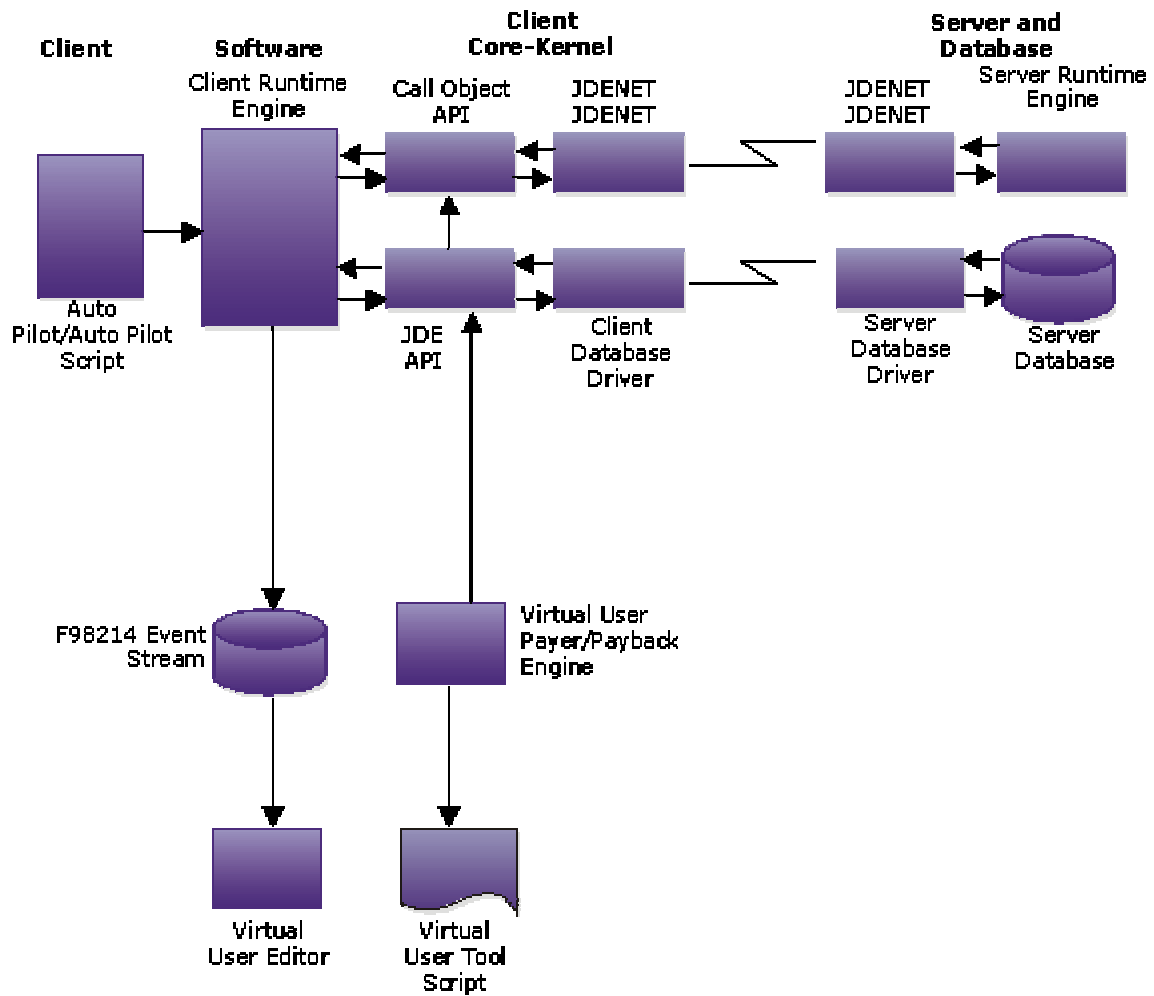 Client
Software
Client
Core-Kernel
Server and
Database
Client Runtime
Engine
Call Object
API
JDENET
JDENET
JDENET
JDENET
Server Runtime
Engine
Auto
Pilot/Auto Pilot
Script
JDE
API
Client
Database
Driver
Server
Database
Driver
Server
Database
F98214 Event
Stream
Virtual User
Payer/Payback
Engine
Virtual
User Editor
Virtual
User Tool
Script